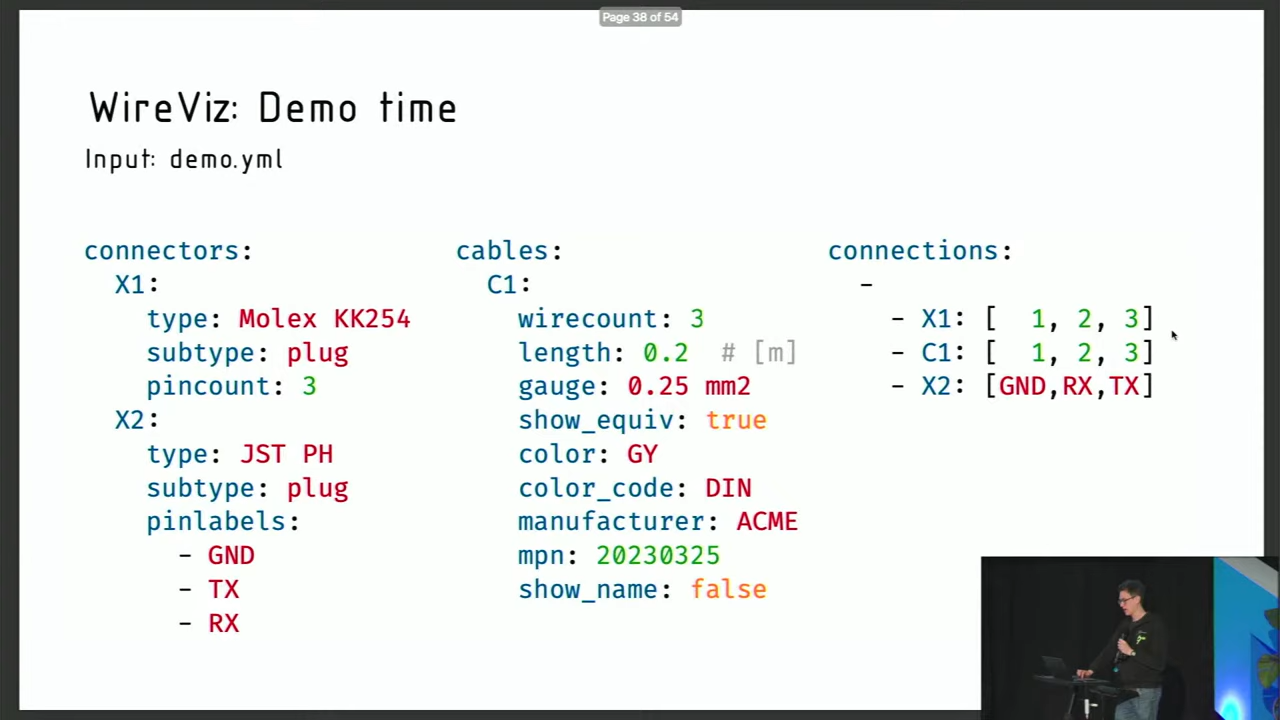 Page 38 of 54
WireViz: Demo time
Input: demo.yml
connectors:
X1:
type: Molex KK254
subtype: plug
pincount: 3
X2:
type: JST PH
subtype: plug
pinlabels:
- GND
- TX
- RX
cables:
C1:
wirecount: 3
length: 0.2 # [m]
gauge: 0.25 mm2
show_equiv: true
color: GY
color_code: DIN
manufacturer: ACME
mpn: 20230325
show_name: false
connections:
-
- X1: [ 1, 2, 3]
- C1: [ 1, 2, 3]
- X2: [GND,RX,TX]